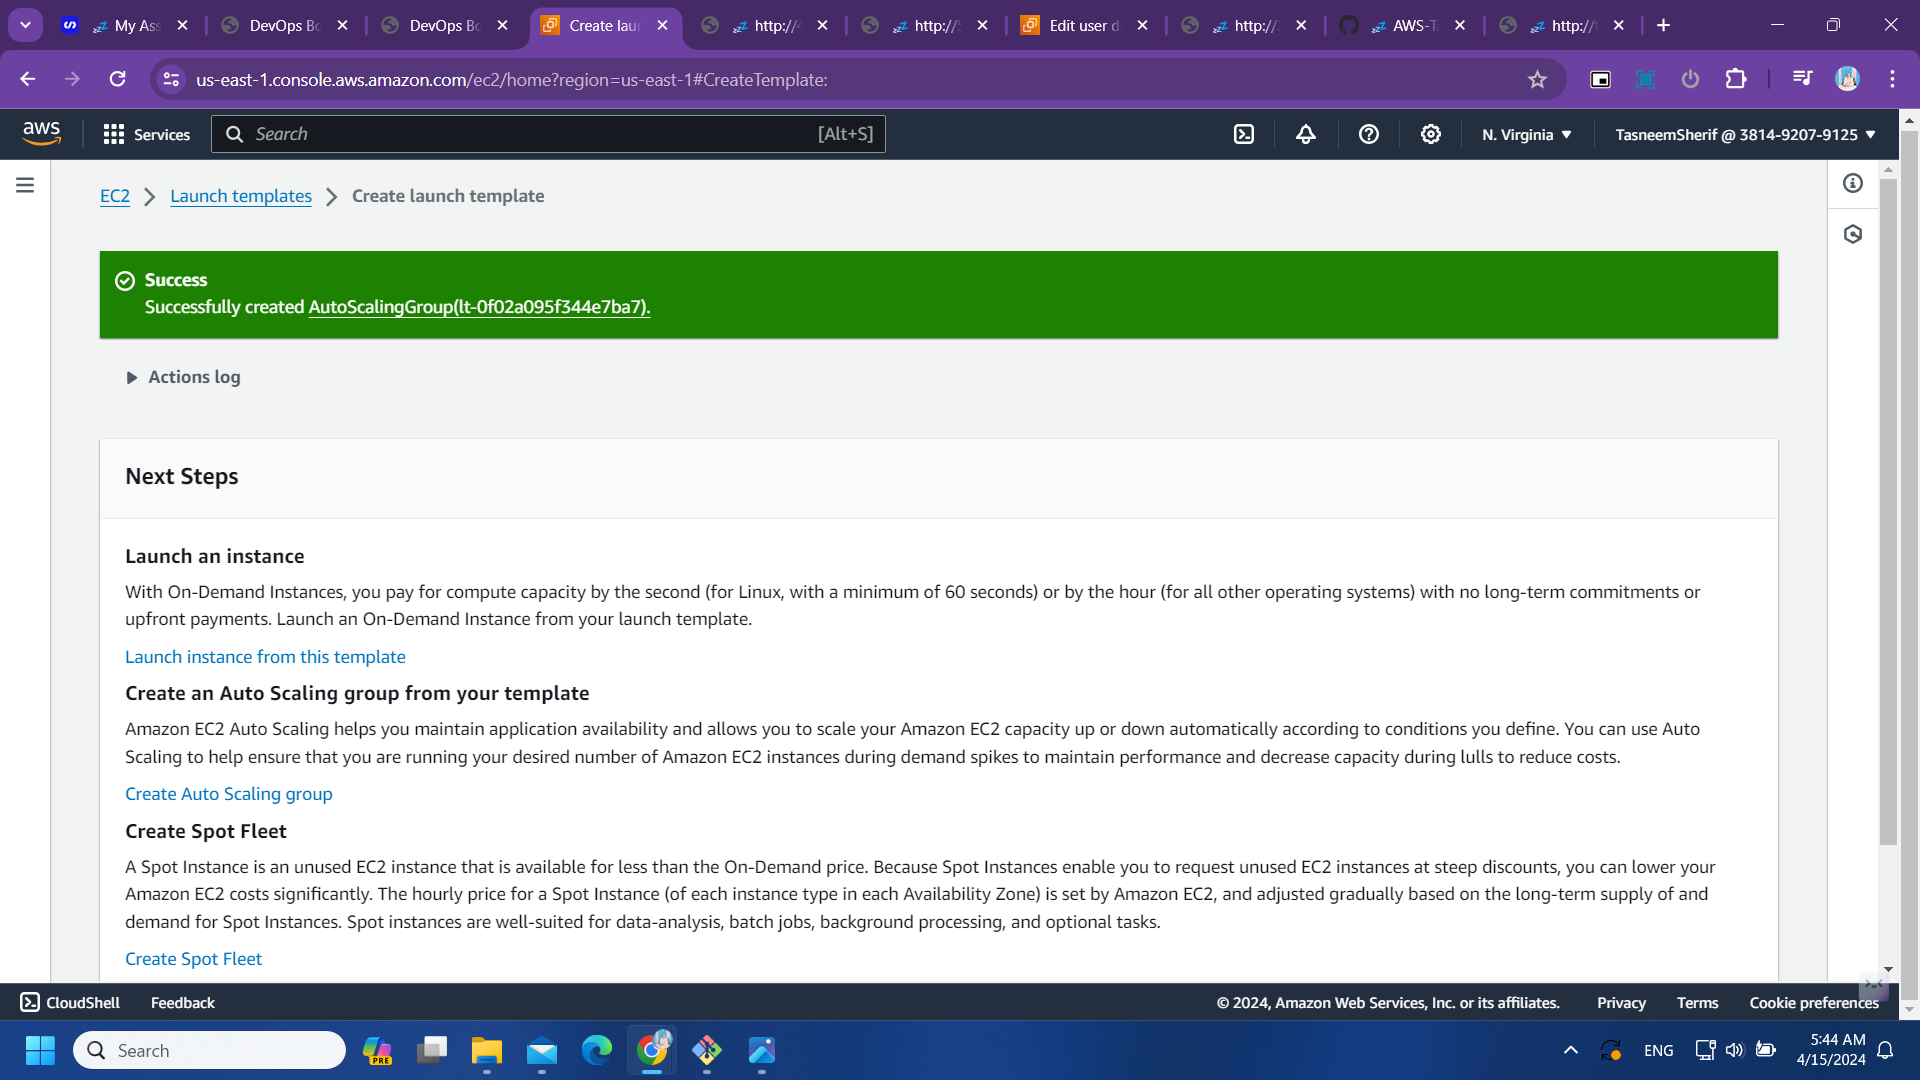 My Ass
DevOps Bo
DevOps Bo
Create laun
http://
http://
Edit user d
http://
AWS-T
http://
us-east-1.console.aws.amazon.com/ec2/home?region=us-east-1#CreateTemplate:
aws
Services
Search
[Alt+S]
N. Virginia
TasneemSherif @ 3814-9207-9125
EC2
Launch templates
Create launch template
Success
Successfully created AutoScalingGroup(lt-0f02a095f344e7ba7).
Actions log
Next Steps
Launch an instance
With On-Demand Instances, you pay for compute capacity by the second (for Linux, with a minimum of 60 seconds) or by the hour (for all other operating systems) with no long-term commitments or
upfront payments. Launch an On-Demand Instance from your launch template.
Launch instance from this template
Create an Auto Scaling group from your template
Amazon EC2 Auto Scaling helps you maintain application availability and allows you to scale your Amazon EC2 capacity up or down automatically according to conditions you define. You can use Auto
Scaling to help ensure that you are running your desired number of Amazon EC2 instances during demand spikes to maintain performance and decrease capacity during lulls to reduce costs.
Create Auto Scaling group
Create Spot Fleet
A Spot Instance is an unused EC2 instance that is available for less than the On-Demand price. Because Spot Instances enable you to request unused EC2 instances at steep discounts, you can lower your
Amazon EC2 costs significantly. The hourly price for a Spot Instance (of each instance type in each Availability Zone) is set by Amazon EC2, and adjusted gradually based on the long-term supply of and
demand for Spot Instances. Spot instances are well-suited for data-analysis, batch jobs, background processing, and optional tasks.
Create Spot Fleet
CloudShell
Feedback
© 2024, Amazon Web Services, Inc. or its affiliates.
Privacy
Terms
Cookie preferences
Search
PRE
ENG
5:44 AM
4/15/2024